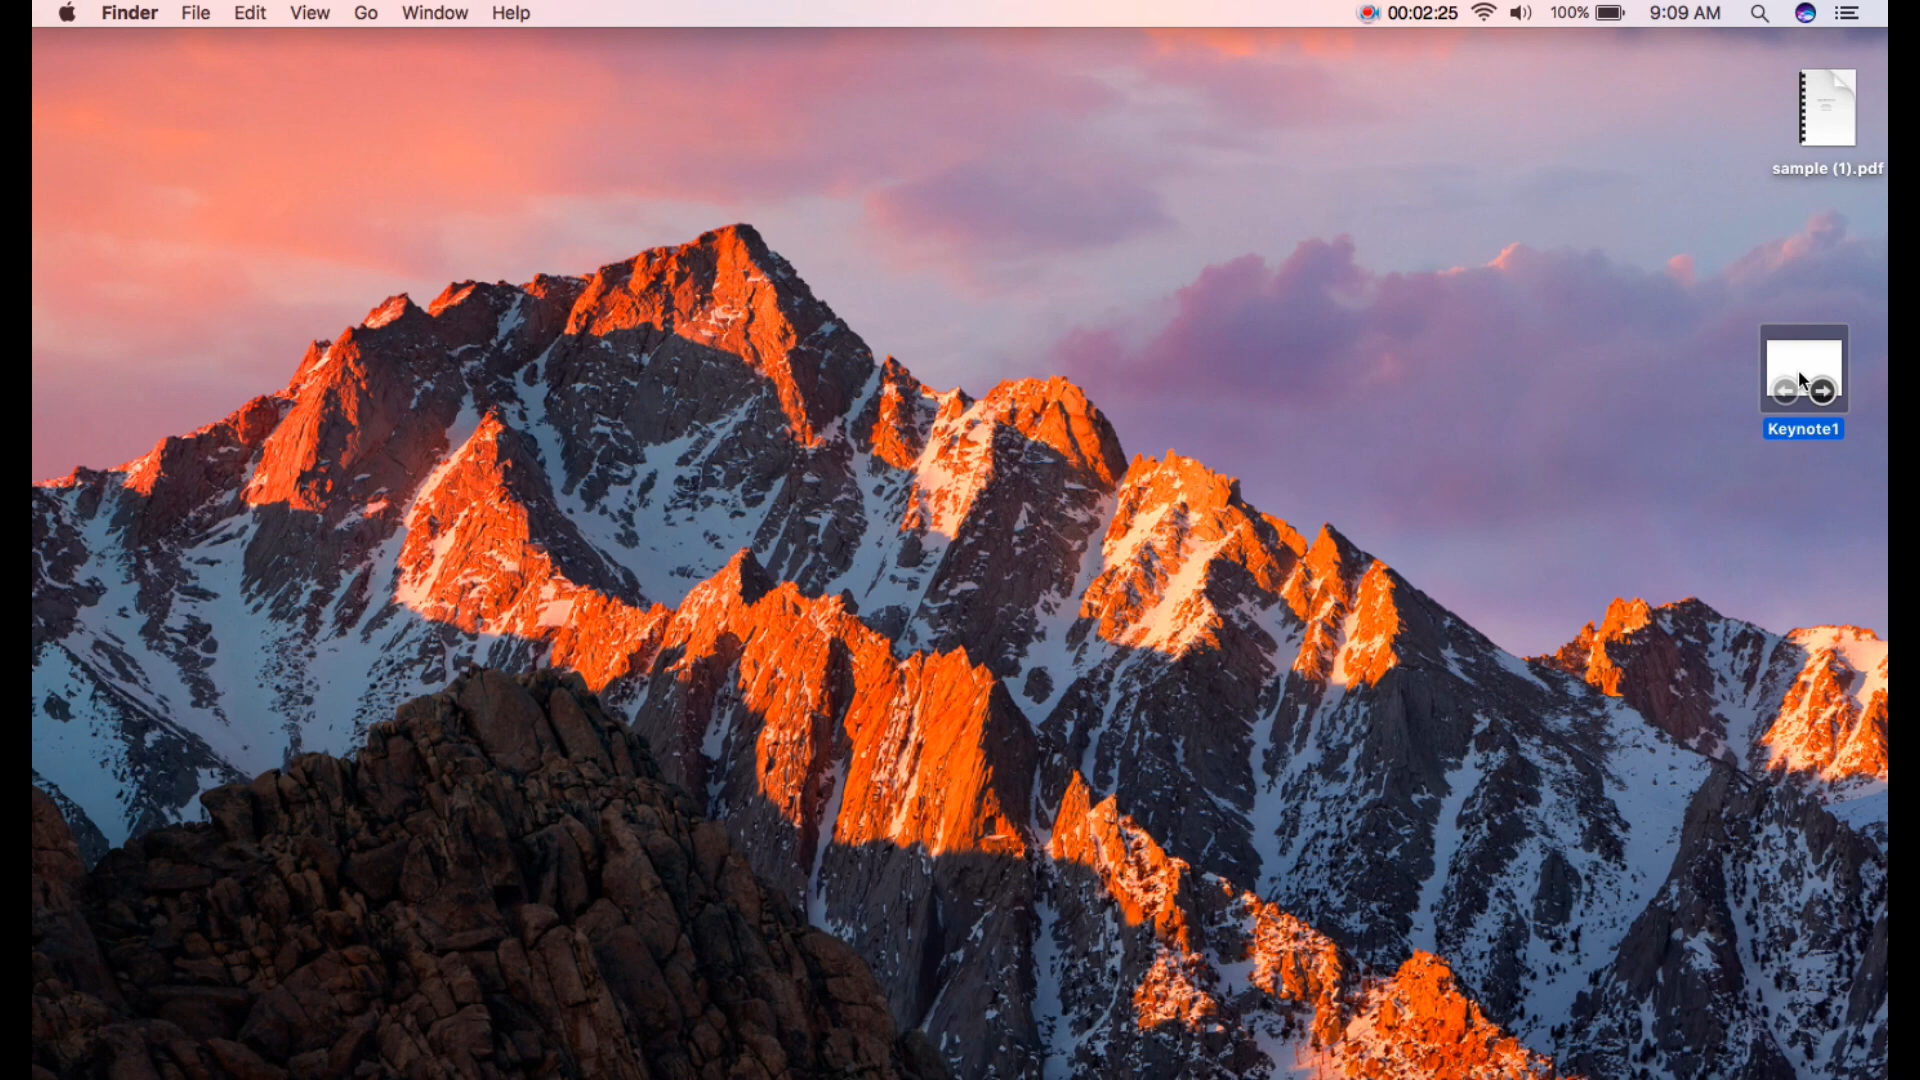 Finder File Edit View Go Window Help 00:02:25 100% 9:09 AM
sample (1).pdf
Keynote1